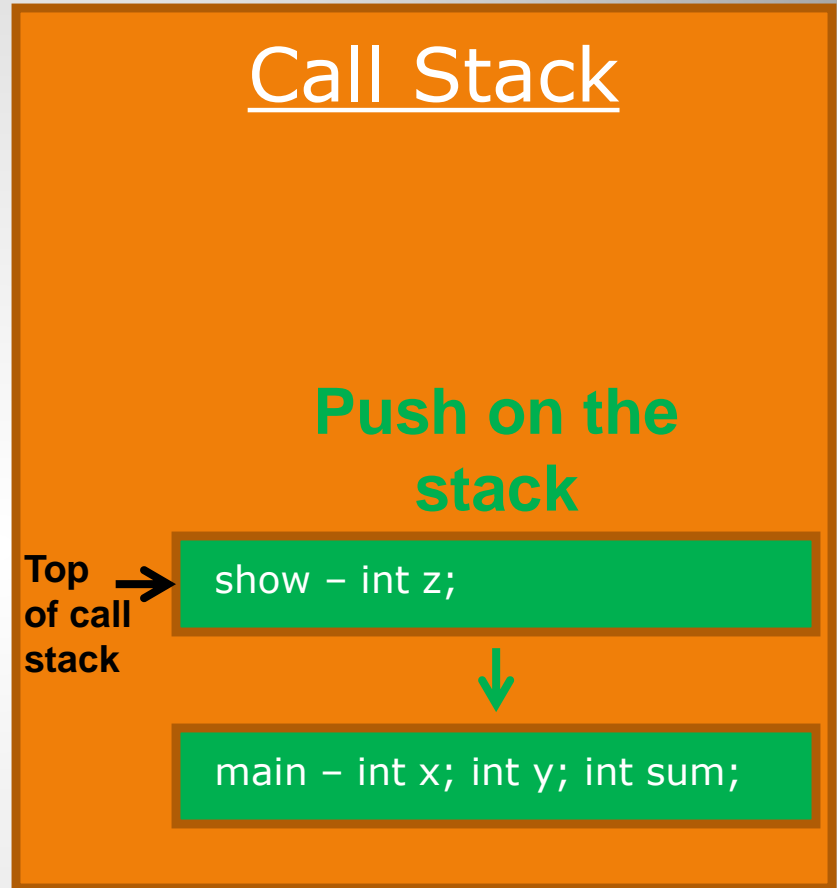 Call Stack
Push on the
stack
Top
of call
stack
show – int z;
main – int x; int y; int sum;